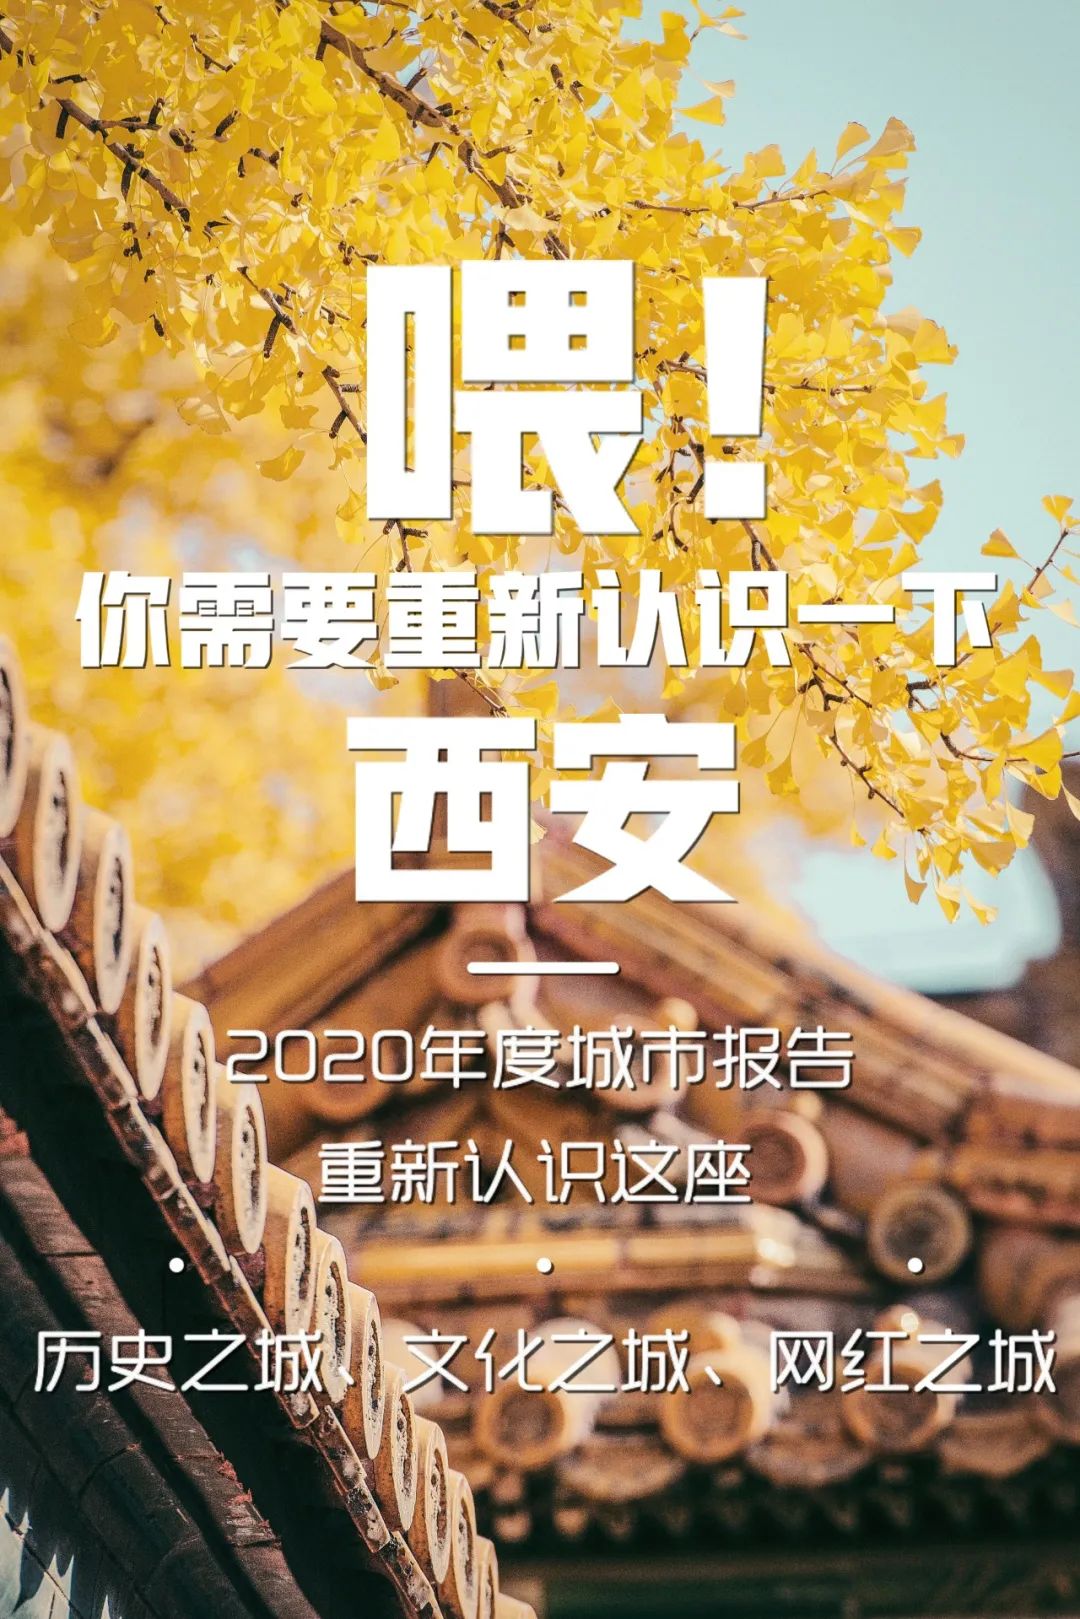 喂！
你需要重新认识一下
西安
2020年度城市报告
重新认识这座
历史之城、文化之城、网红之城